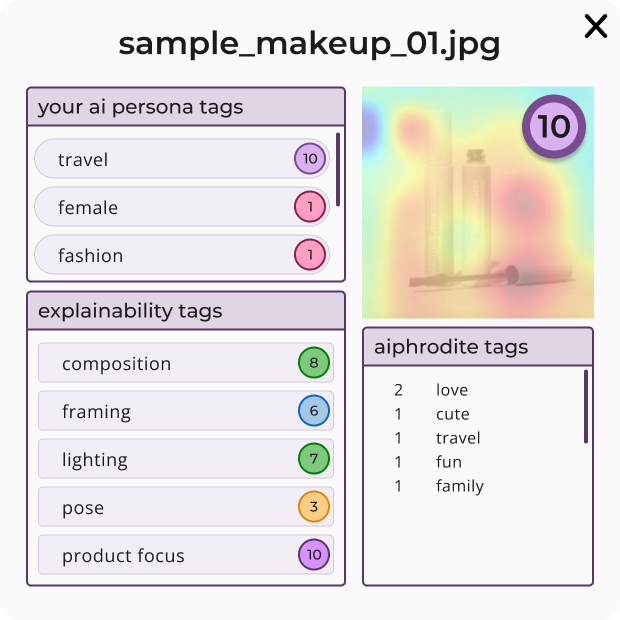 sample_makeup_01.jpg
your ai persona tags
travel 10
female 1
fashion 1
explainability tags
composition 8
framing 6
lighting 7
pose 3
product focus 10
10
aiphrodite tags
2 love
1 cute
1 travel
1 fun
1 family